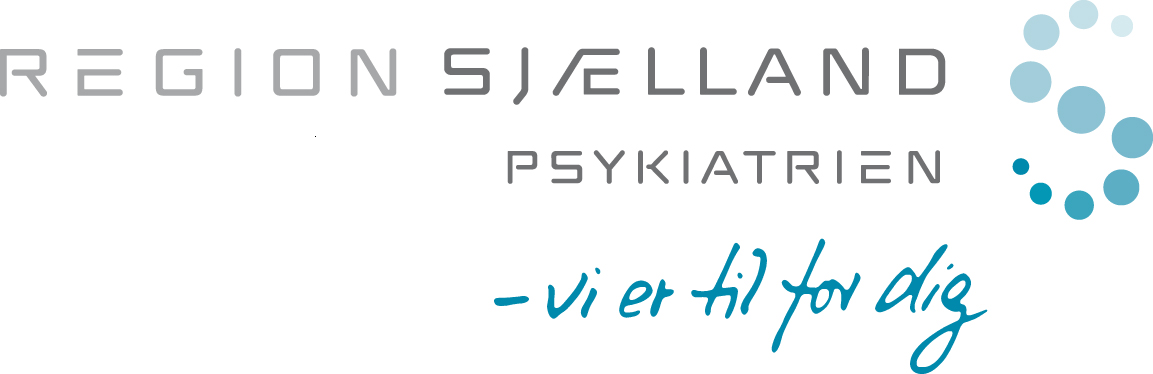 REGION SJÆLLAND
PSYKIATRIEN
- vi er til for dig